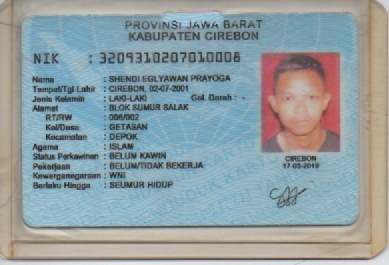 PROVINSI JAWA BARAT
KABUPATEN CIREBON
NIK : 3209310207010008
Nama : SHENDI EGLYAWAN PRAYOGA
Tempat/Tgl Lahir : CIREBON, 02-07-2001
Jenis Kelamin : LAKI-LAKI Gol. Darah : -
Alamat : BLOK SUMUR SALAK
RT/RW : 006/002
Kel/Desa : GETASAN
Kecamatan : DEPOK
Agama : ISLAM
Status Perkawinan : BELUM KAWIN
Pekerjaan : BELUM/TIDAK BEKERJA
Kewarganegaraan : WNI
Berlaku Hingga : SEUMUR HIDUP
CIREBON
17-03-2019